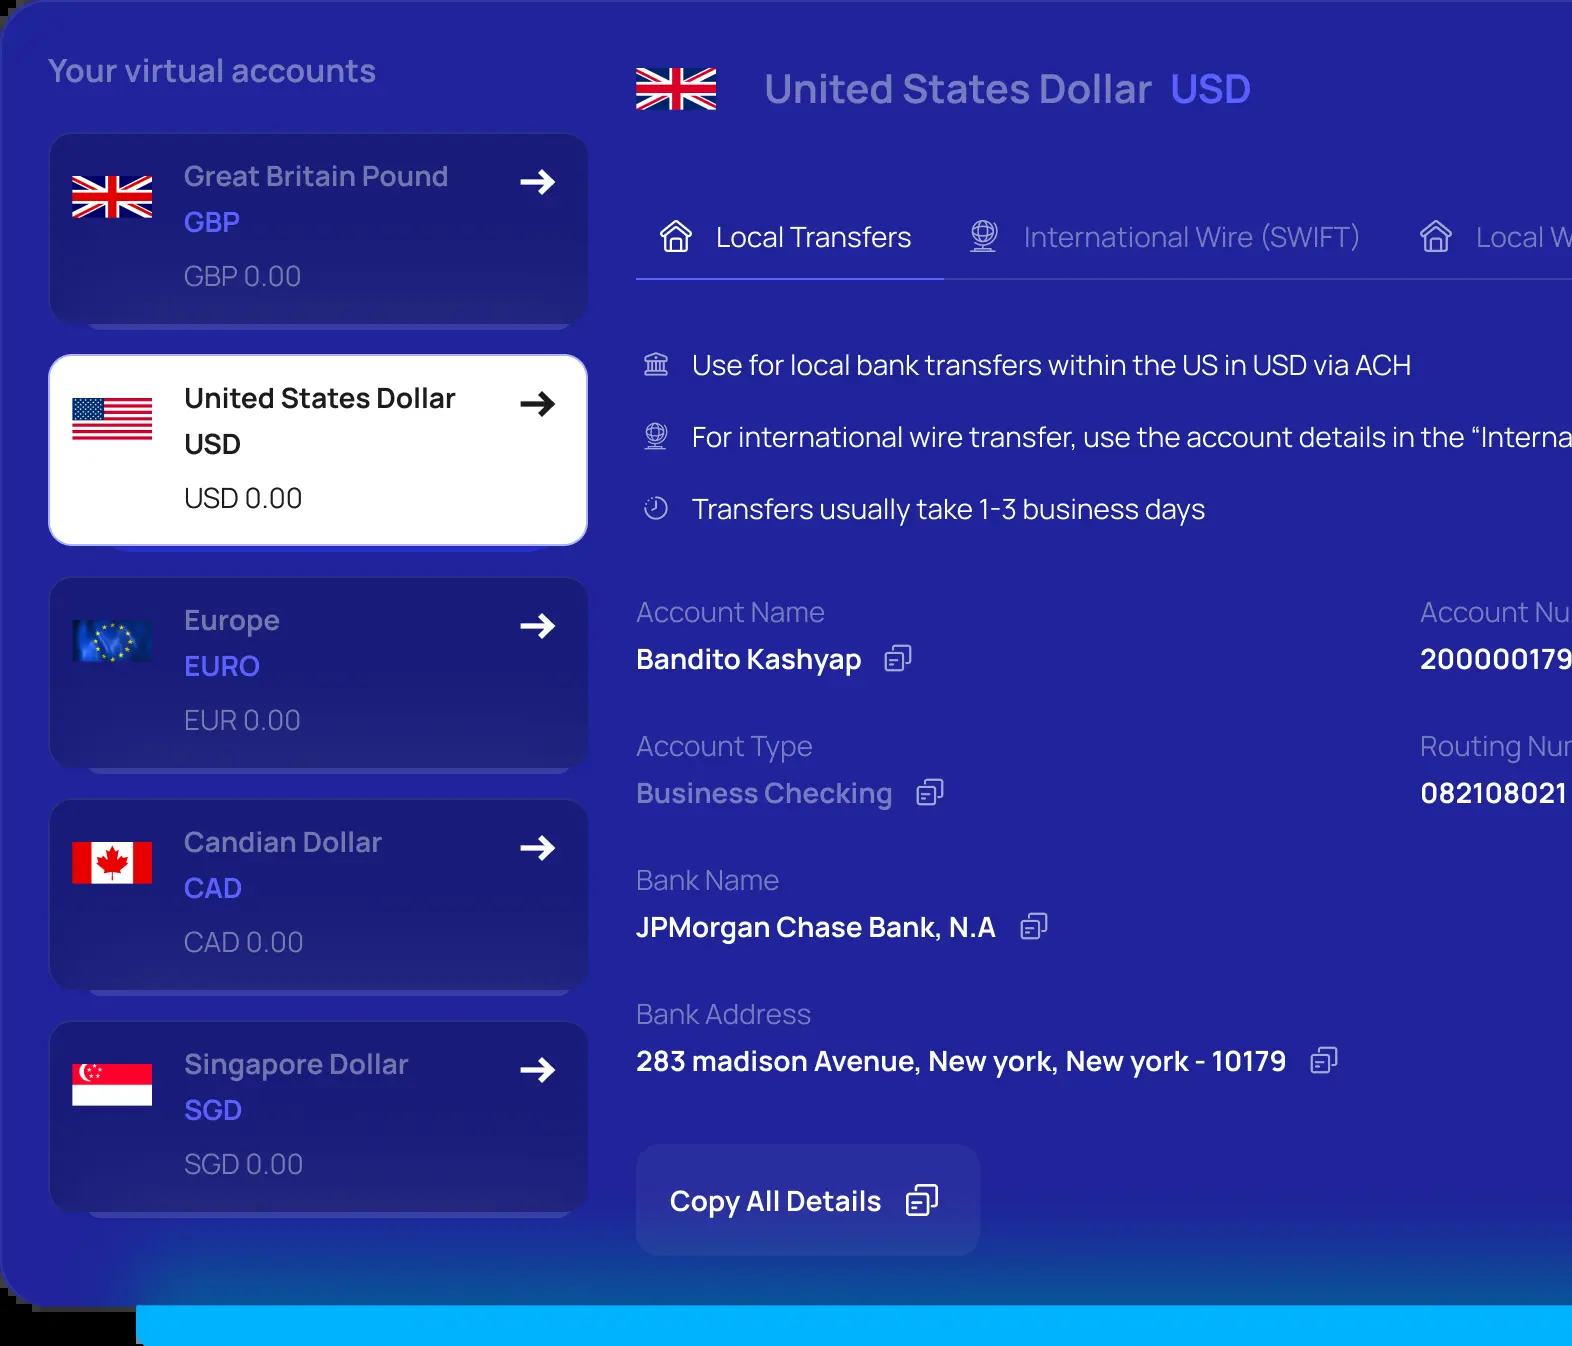 Your virtual accounts
Great Britain Pound
GBP
GBP 0.00
United States Dollar
USD
USD 0.00
Europe
EURO
EUR 0.00
Candian Dollar
CAD
CAD 0.00
Singapore Dollar
SGD
SGD 0.00
United States Dollar USD
Local Transfers International Wire (SWIFT) Local
Use for local bank transfers within the US in USD via ACH
For international wire transfer, use the account details in the “Interna
Transfers usually take 1-3 business days
Account Name Account Nu
Bandito Kashyap 200000179
Account Type Routing
Business Checking 082108021
Bank Name
JPMorgan Chase Bank, N.A
Bank Address
283 madison Avenue, New york, New york - 10179
Copy All Details